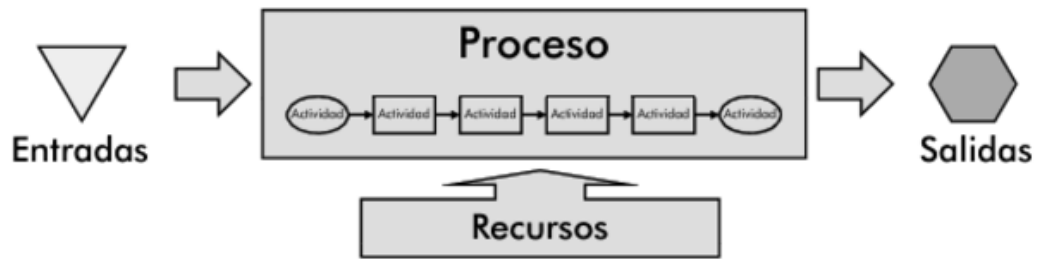 Proceso
Actividad Actividad Actividad Actividad Actividad Actividad
Entradas
Salidas
Recursos